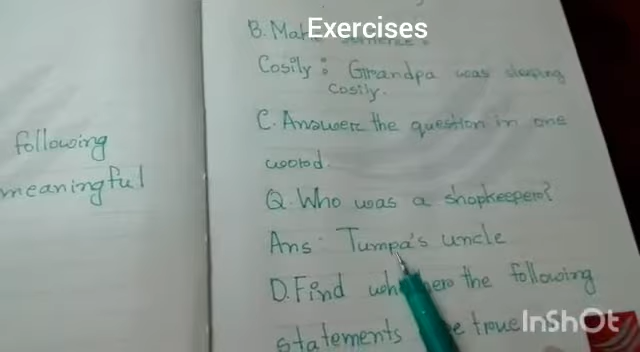 Exercises
B. Make sentence:
Cosily: Grandpa was sleeping
cosily.
C. Answer the question in one
word.
Q. Who was a shopkeeper?
Ans: Tumpa's uncle
D. Find the following
statements true
following
meaningful
InShOt